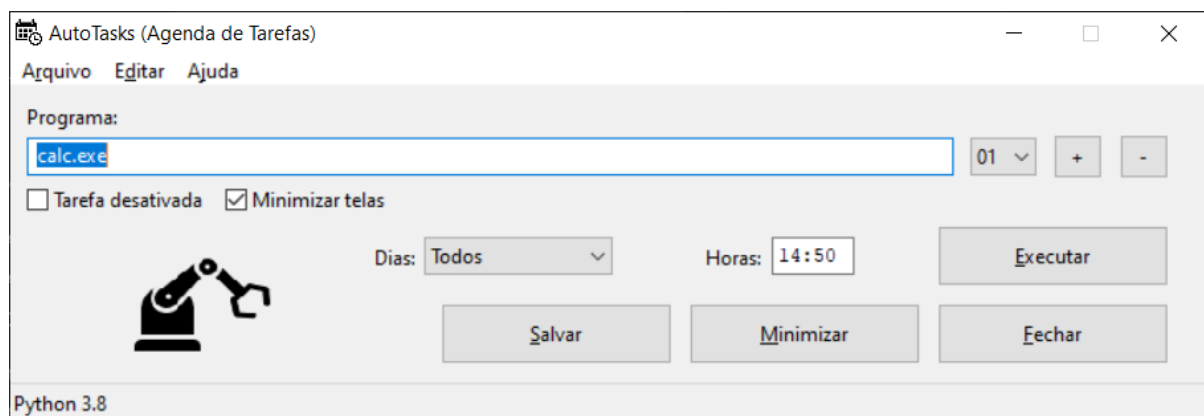 AutoTasks (Agenda de Tarefas)
Arquivo Editar Ajuda
Programa:
calc.exe 01 + -
Tarefa desativada Minimizar telas
Dias: Todos Horas: 14:50 Executar
Salvar Minimizar Fechar
Python 3.8